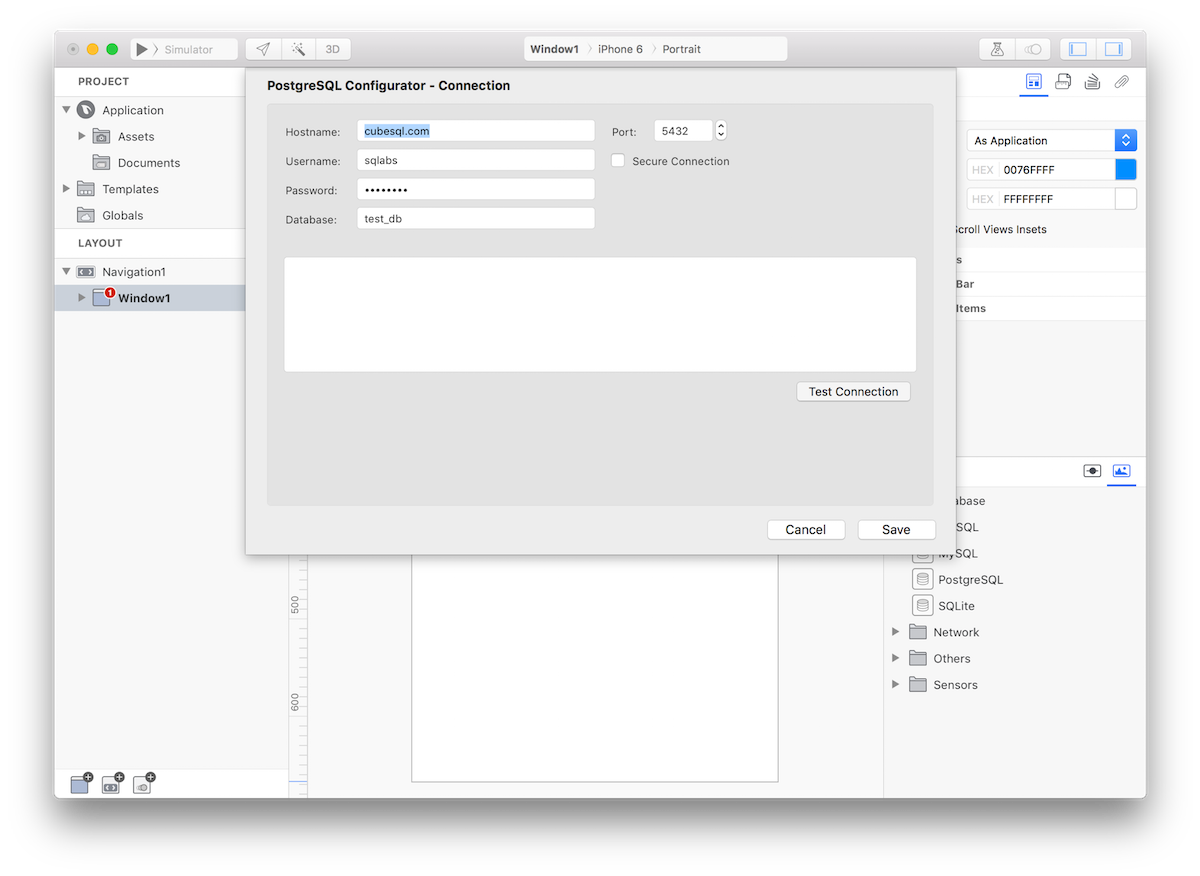 Simulator
3D
Window1 iPhone 6 Portrait
PROJECT
Application
Assets
Documents
Templates
Globals
LAYOUT
Navigation1
1
Window1
PostgreSQL Configurator - Connection
Hostname: cubesql.com
Port: 5432
Username: sqlabs
Secure Connection
Password: ••••••••
Database: test_db
Test Connection
Cancel
Save
As Application
HEX 0076FFFF
HEX FFFFFFFF
Scroll Views Insets
s
Bar
Items
abase
SQL
MySQL
PostgreSQL
SQLite
Network
Others
Sensors
500
600